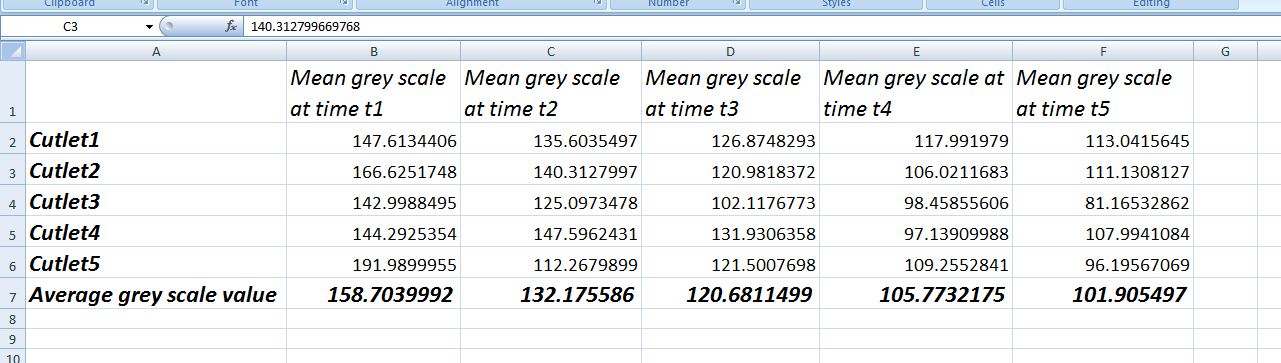 Clipboard Font Alignment Number Styles Cells Editing
C3 fx 140.312799669768
A B C D E F G
Mean grey scale Mean grey scale Mean grey scale Mean grey scale at Mean grey scale
1 at time t1 at time t2 at time t3 time t4 at time t5
2 Cutlet1 147.6134406 135.6035497 126.8748293 117.991979 113.0415645
3 Cutlet2 166.6251748 140.3127997 120.9818372 106.0211683 111.1308127
4 Cutlet3 142.9988495 125.0973478 102.1176773 98.45855606 81.16532862
5 Cutlet4 144.2925354 147.5962431 131.9306358 97.13909988 107.9941084
6 Cutlet5 191.9899955 112.2679899 121.5007698 109.2552841 96.19567069
7 Average grey scale value 158.7039992 132.175586 120.6811499 105.7732175 101.905497
8
9
10